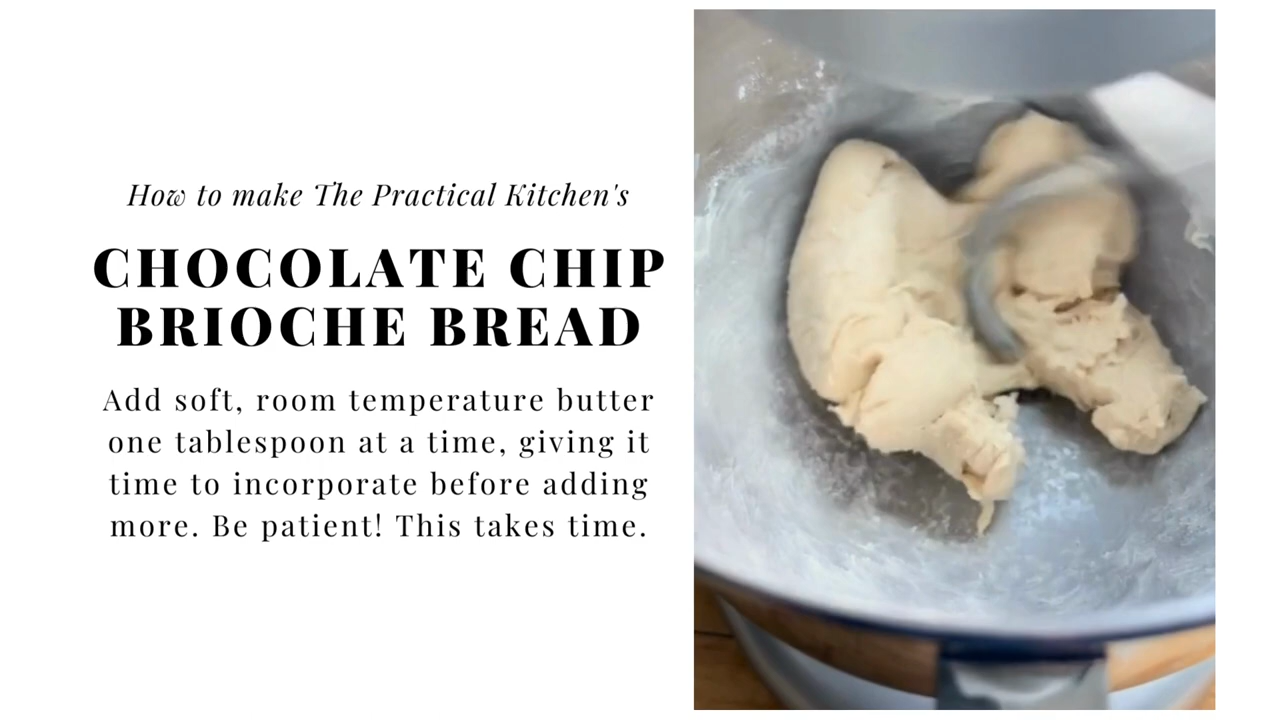 How to make The Practical Kitchen's
CHOCOLATE CHIP
BRIOCHE BREAD
Add soft, room temperature butter
one tablespoon at a time, giving it
time to incorporate before adding
more. Be patient! This takes time.